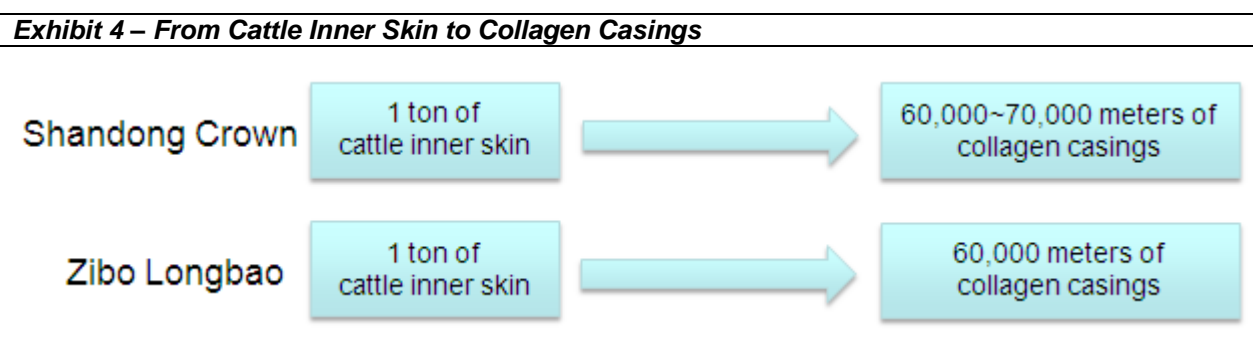 Exhibit 4 – From Cattle Inner Skin to Collagen Casings
Shandong Crown
1 ton of
cattle inner skin
60,000~70,000 meters of
collagen casings
Zibo Longbao
1 ton of
cattle inner skin
60,000 meters of
collagen casings